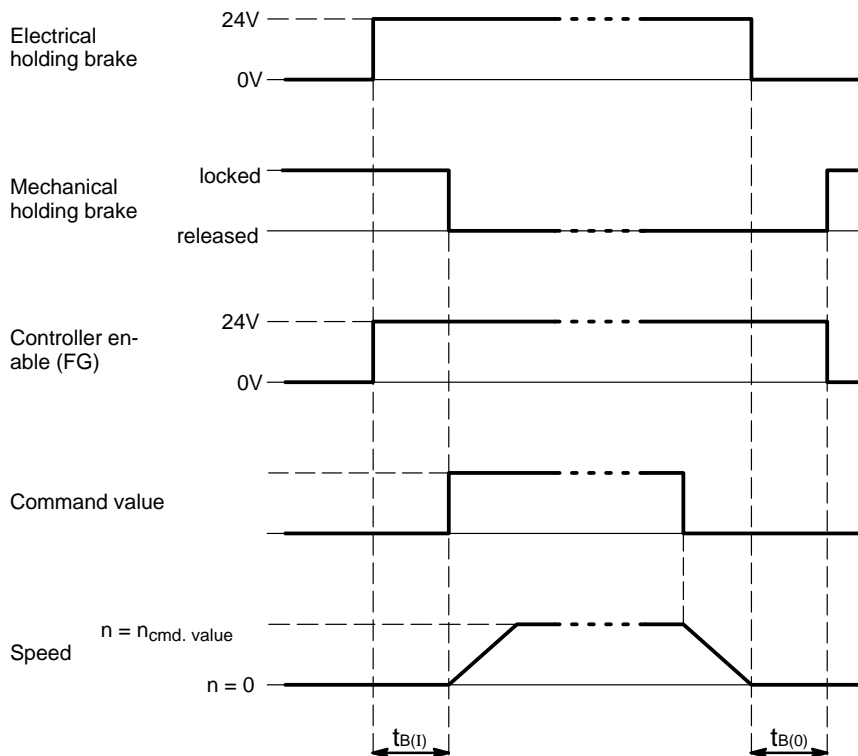 24V
Electrical
holding brake
0V
locked
Mechanical
holding brake
released
24V
Controller en-
able (FG)
0V
Command value
n = ncmd. value
Speed
n = 0
tB(I)
tB(0)